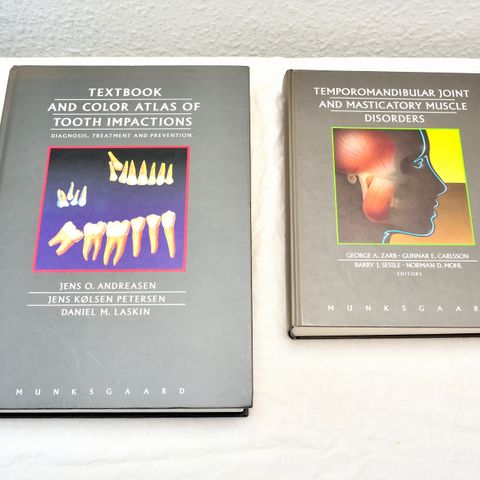 TEXTBOOK
AND COLOR ATLAS OF
TOOTH IMPACTIONS
DIAGNOSIS, TREATMENT AND PREVENTION
JENS O. ANDREASEN
JENS KØLSEN PETERSEN
DANIEL M. LASKIN
MUNKSGAARD
TEMPOROMANDIBULAR JOINT
AND MASTICATORY MUSCLE
DISORDERS
GEORGE A. ZARB · GUNNAR E. CARLSSON
BARRY J. SESSLE · NORMAN D. MOHL
EDITORS
MUNKSGAAR